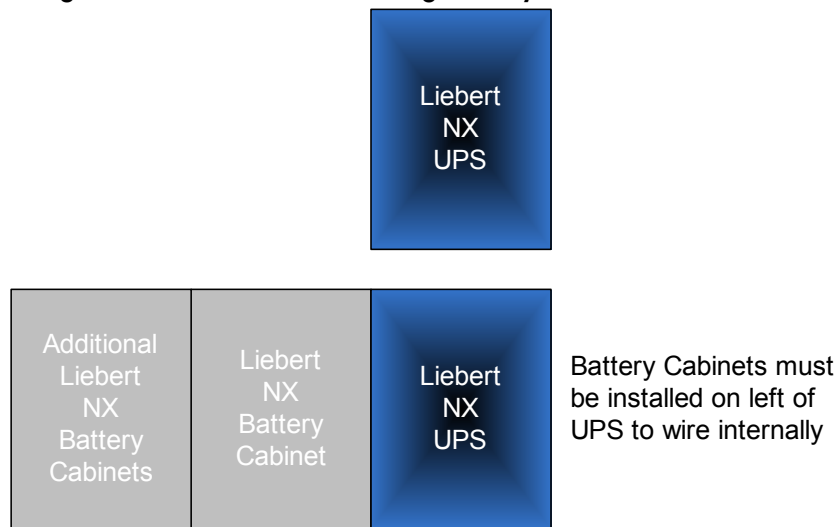 Liebert
NX
UPS
Additional
Liebert
NX
Battery
Cabinets
Liebert
NX
Battery
Cabinet
Liebert
NX
UPS
Battery Cabinets must
be installed on left of
UPS to wire internally